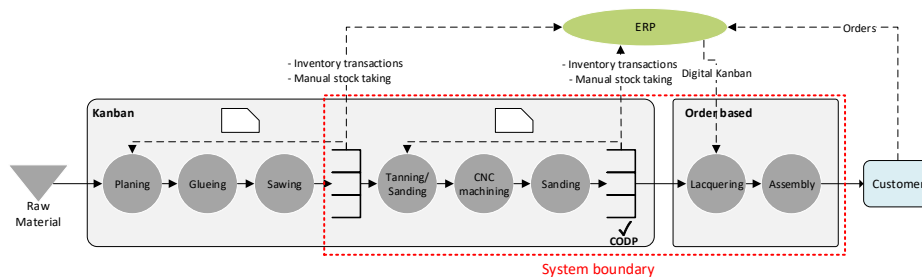 ERP
Orders
- Inventory transactions
- Manual stock taking
- Inventory transactions
- Manual stock taking
Digital Kanban
Kanban
Order based
Planing
Glueing
Sawing
Tanning/
Sanding
CNC
machining
Sanding
Lacquering
Assembly
Customer
Raw
Material
CODP
System boundary